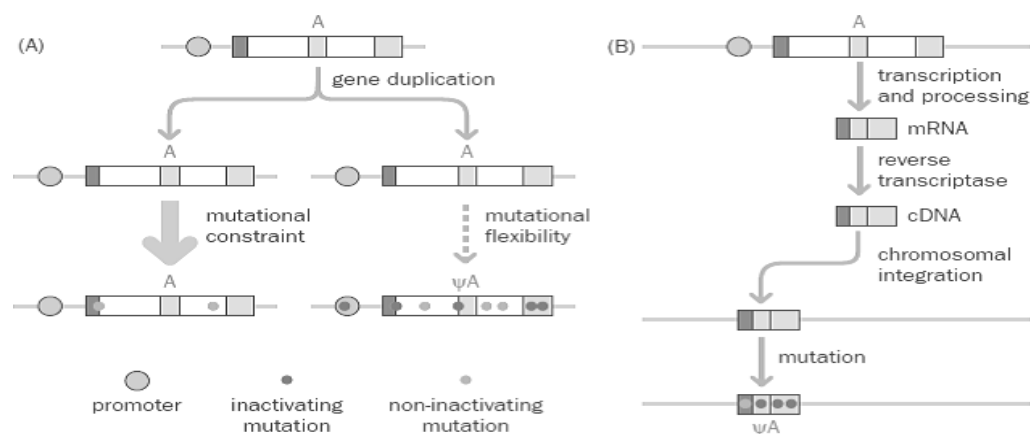 (A)
A
gene duplication
A
A
mutational
constraint
mutational
flexibility
A
ψA
promoter
inactivating
mutation
non-inactivating
mutation
(B)
A
transcription
and processing
mRNA
reverse
transcriptase
cDNA
chromosomal
integration
mutation
ψA